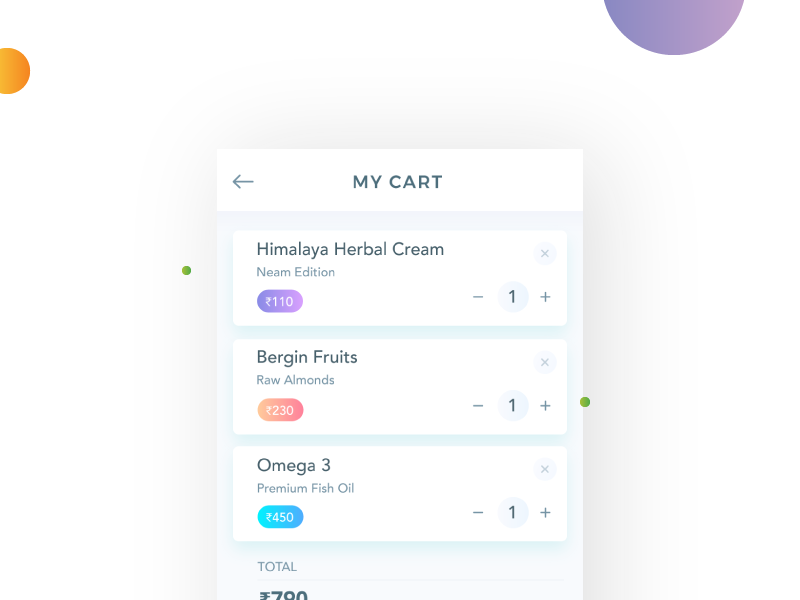 MY CART
Himalaya Herbal Cream
Neam Edition
₹110
− 1 +
Bergin Fruits
Raw Almonds
₹230
− 1 +
Omega 3
Premium Fish Oil
₹450
− 1 +
TOTAL
₹790